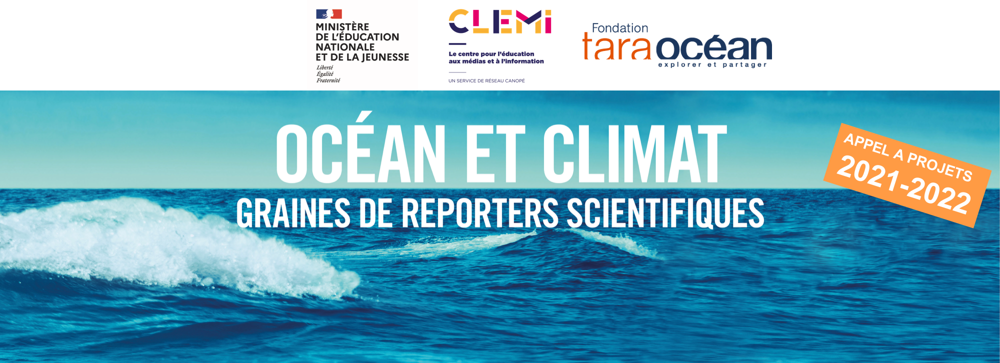 MINISTÈRE
DE L'ÉDUCATION
NATIONALE
ET DE LA JEUNESSE
Liberté
Égalité
Fraternité
CLEMI
Le centre pour l'éducation
aux médias et à l'information
UN SERVICE DE RÉSEAU CANOPÉ
Fondation
tara océan
explorer et partager
OCÉAN ET CLIMAT
GRAINES DE REPORTERS SCIENTIFIQUES
APPEL A PROJETS
2021-2022